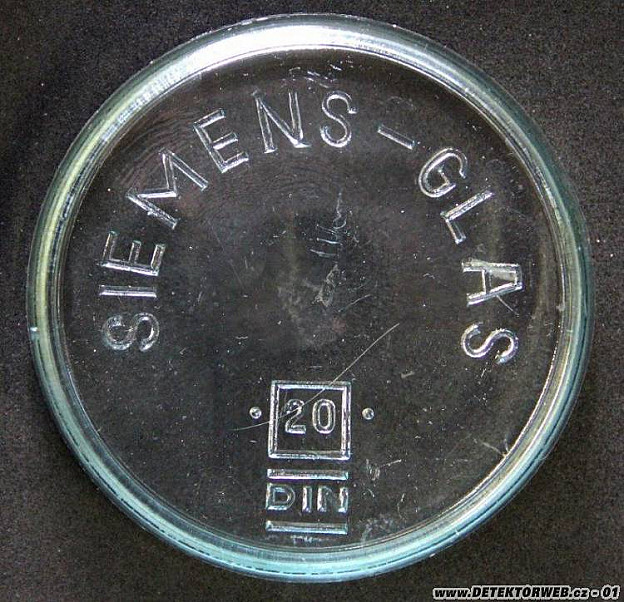 SIEMENS-GLAS
20
DIN
www.DETEKTORWEB.cz - 01